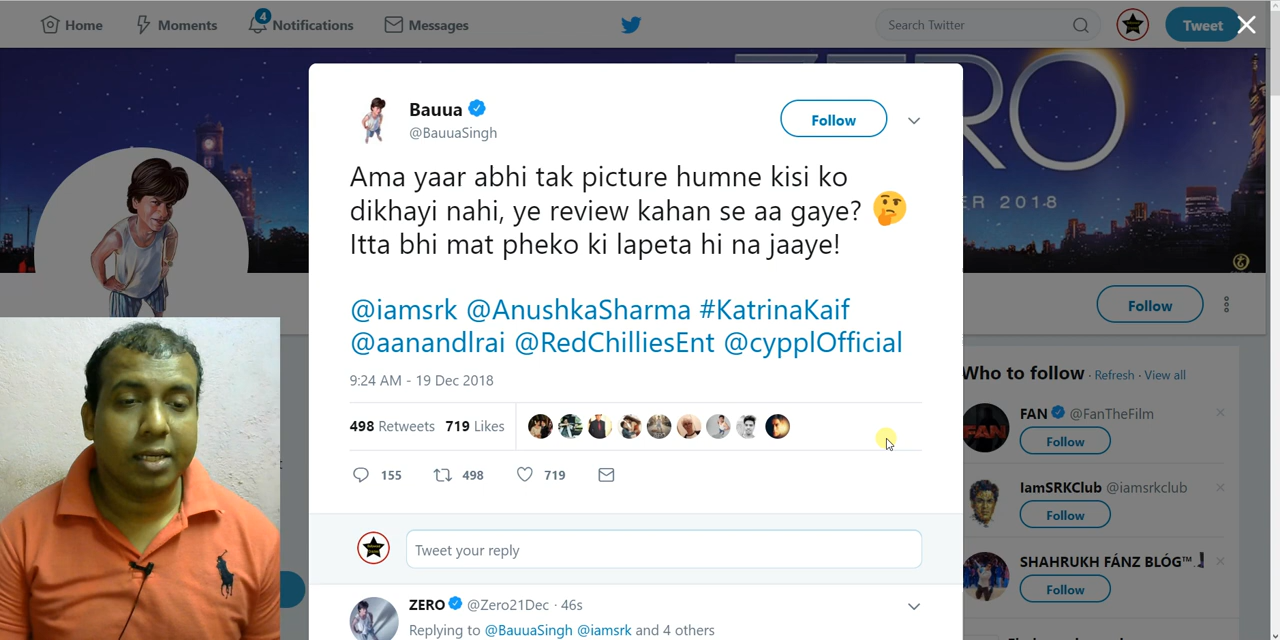 Home
Moments
4
Notifications
Messages
Search Twitter
Tweet
ERO
ER 2018
Bauua
@BauuaSingh
Follow
Ama yaar abhi tak picture humne kisi ko
dikhayi nahi, ye review kahan se aa gaye? 🤔
Itta bhi mat pheko ki lapeta hi na jaaye!
@iamsrk @AnushkaSharma #KatrinaKaif
@aanandlrai @RedChilliesEnt @cypplOfficial
9:24 AM - 19 Dec 2018
498 Retweets 719 Likes
155
498
719
Tweet your reply
ZERO @Zero21Dec · 46s
Replying to @BauuaSingh @iamsrk and 4 others
Follow
Who to follow · Refresh · View all
FAN @FanTheFilm
Follow
IamSRKClub @iamsrkclub
Follow
SHAHRUKH FÁNZ BLÓG™
Follow
FAN